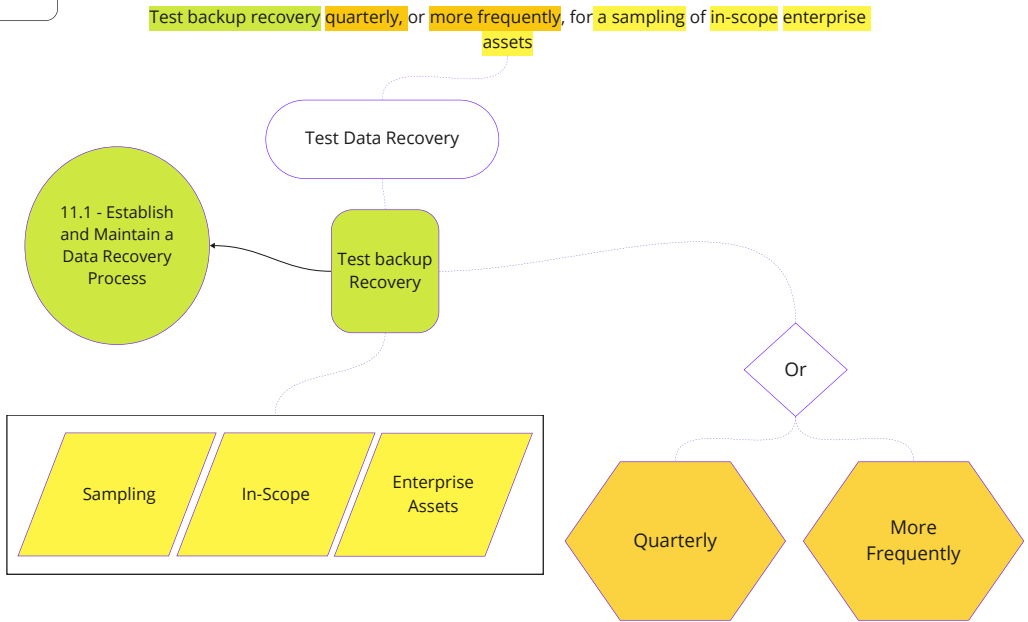 Test backup recovery quarterly, or more frequently, for a sampling of in-scope enterprise
assets
Test Data Recovery
11.1 - Establish
and Maintain a
Data Recovery
Process
Test backup
Recovery
Or
Sampling
In-Scope
Enterprise
Assets
Quarterly
More
Frequently